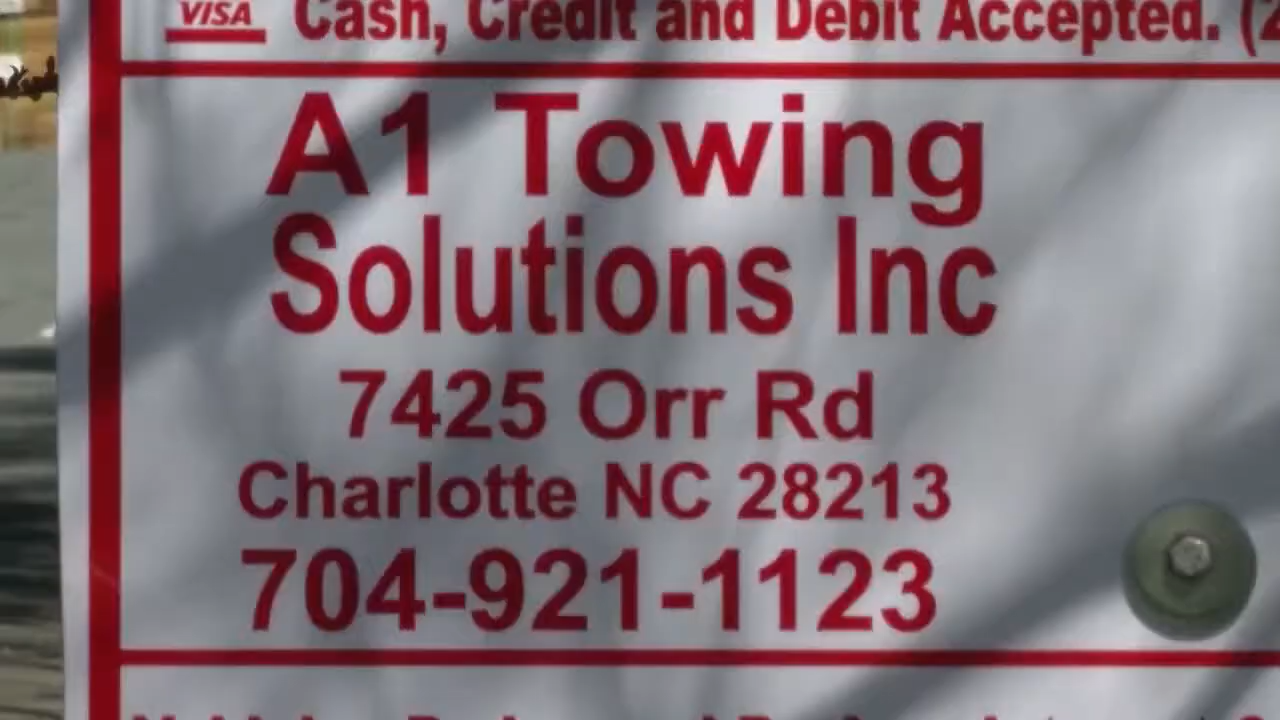 VISA Cash, Credit and Debit Accepted. (2
A1 Towing
Solutions Inc
7425 Orr Rd
Charlotte NC 28213
704-921-1123